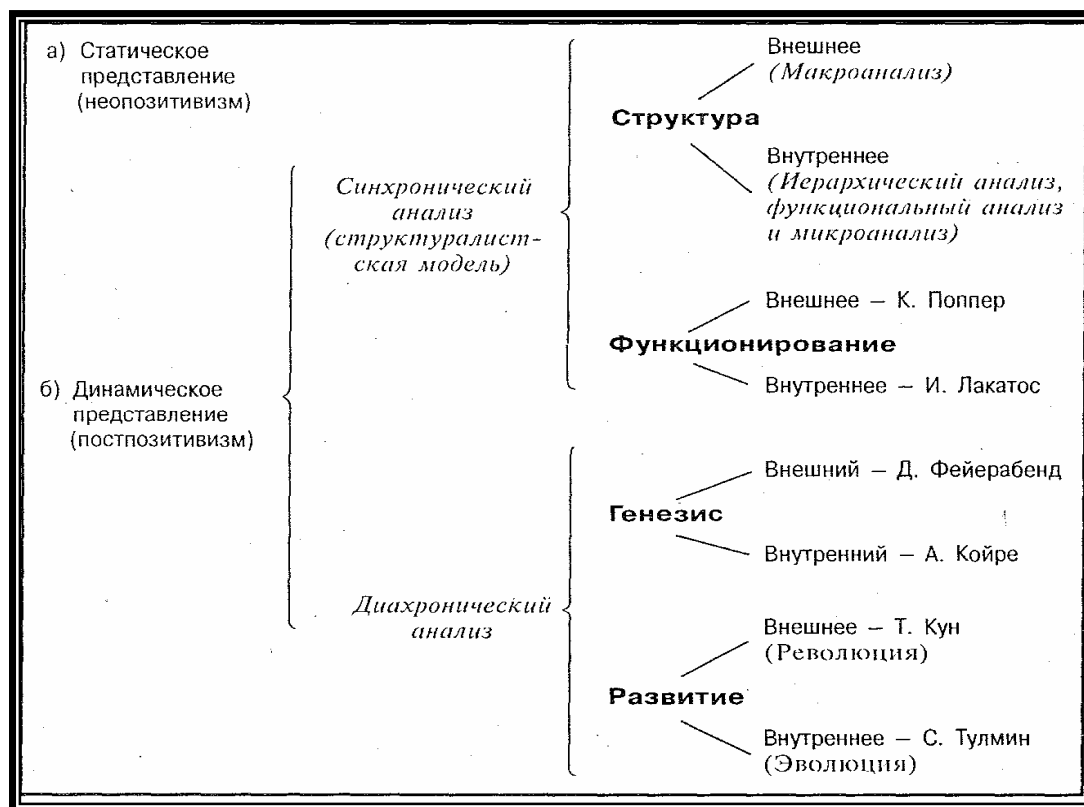 а) Статическое
представление
(неопозитивизм)
б) Динамическое
представление
(постпозитивизм)
Синхронический
анализ
(структуралист-
ская модель)
Диахронический
анализ
Структура
Внешнее
(Макроанализ)
Внутреннее
(Иерархический анализ,
функциональный анализ
и микроанализ)
Функционирование
Внешнее – К. Поппер
Внутреннее – И. Лакатос
Генезис
Внешний – Д. Фейерабенд
Внутренний – А. Койре
Развитие
Внешнее – Т. Кун
(Революция)
Внутреннее – С. Тулмин
(Эволюция)